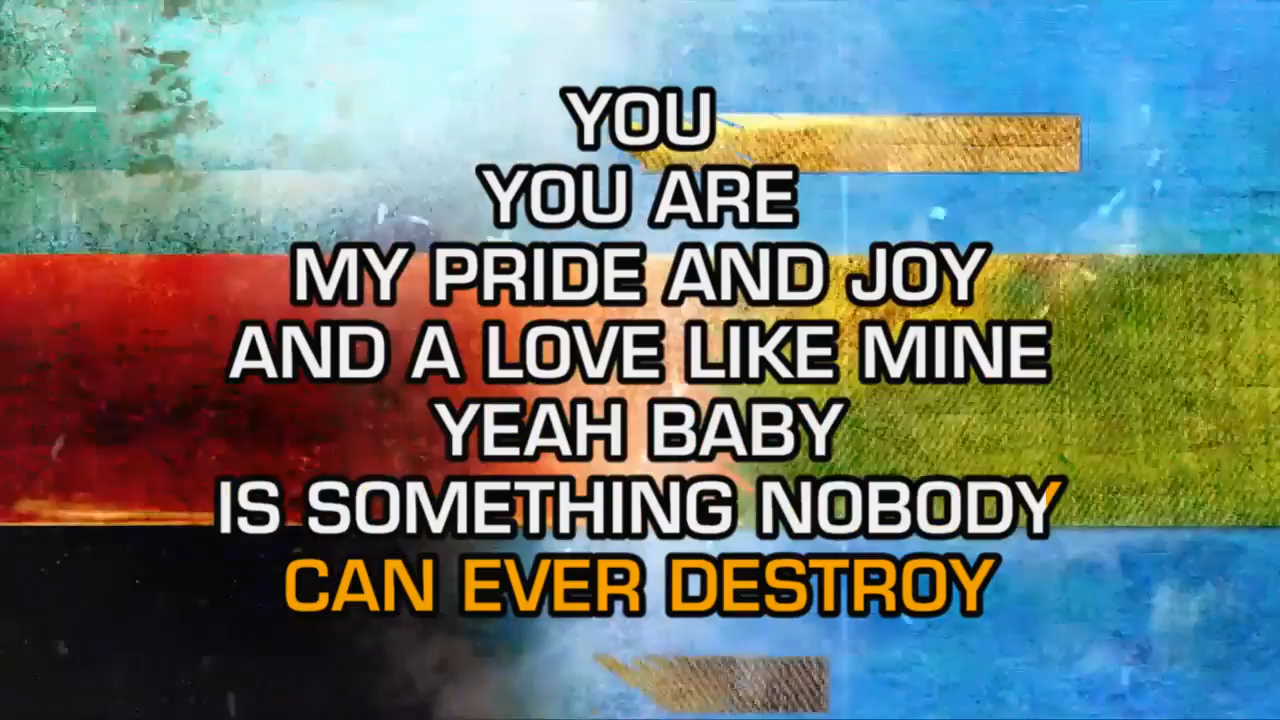 YOU
YOU ARE
MY PRIDE AND JOY
AND A LOVE LIKE MINE
YEAH BABY
IS SOMETHING NOBODY
CAN EVER DESTROY